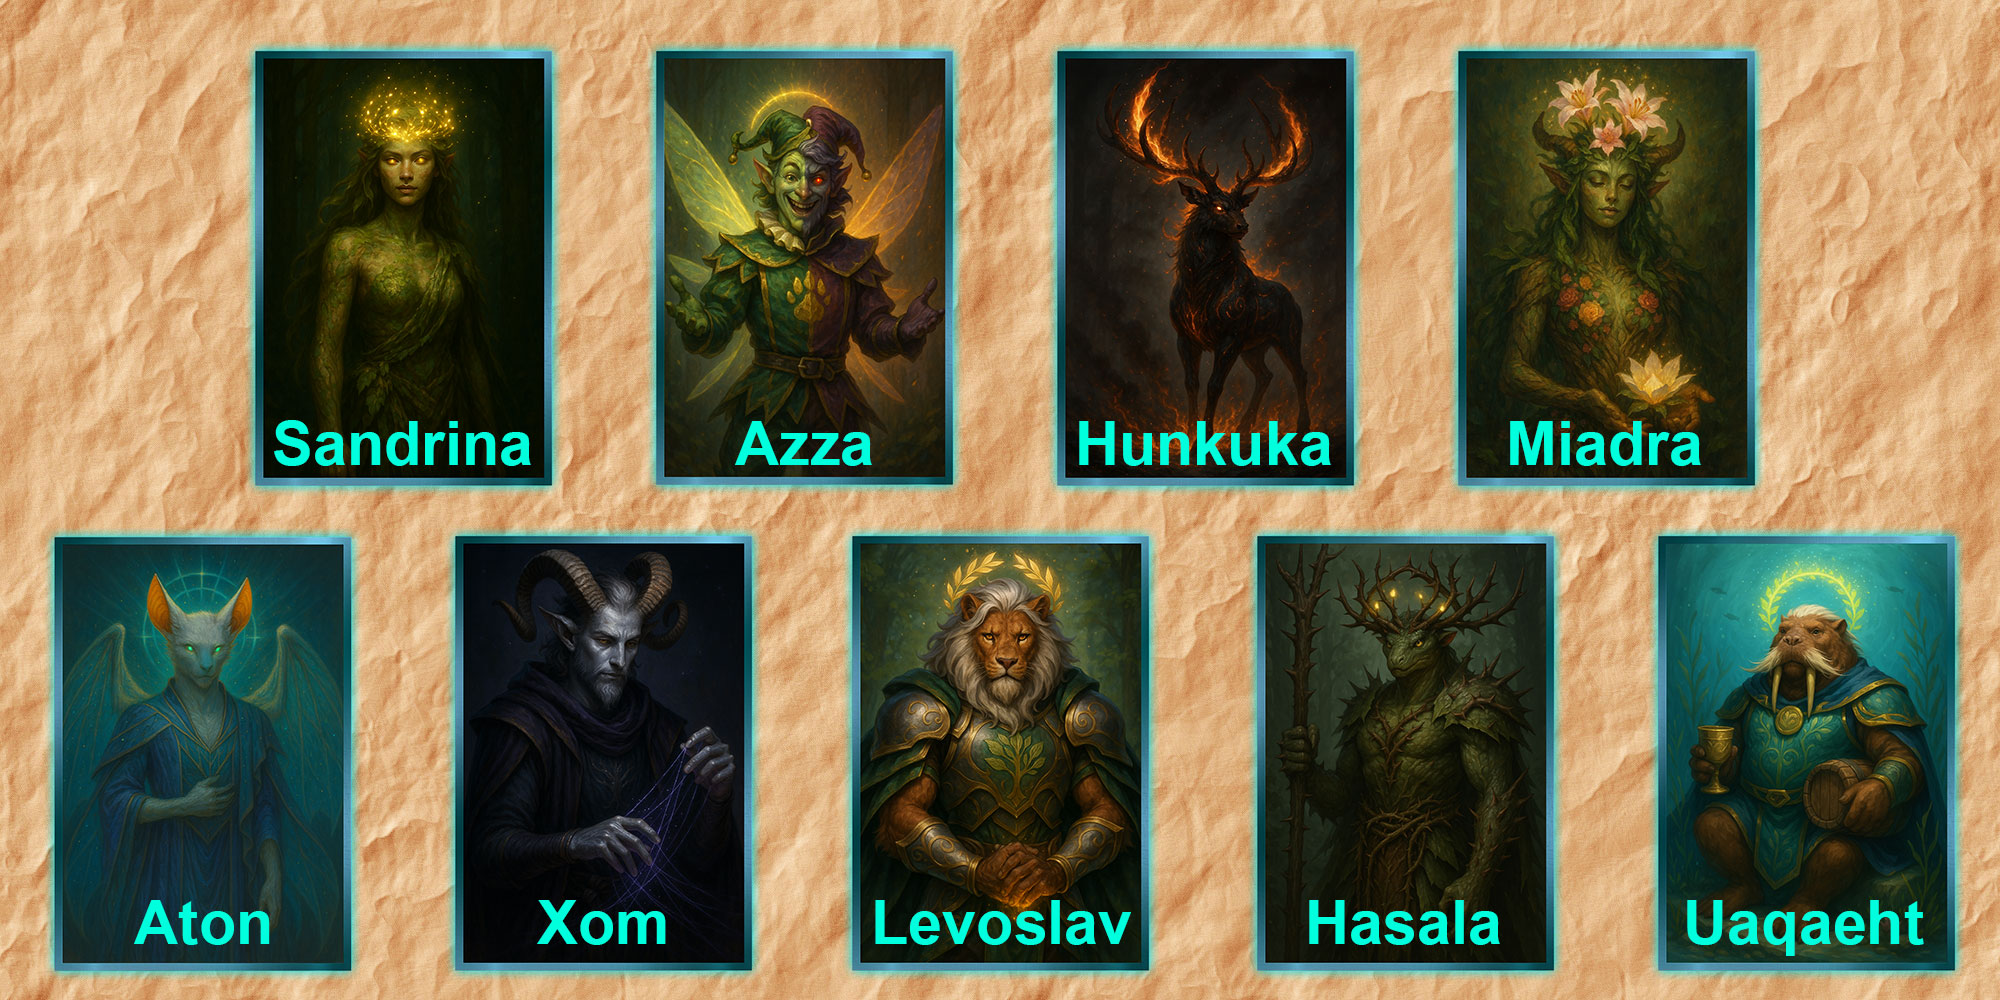 Sandrina
Azza
Hunkuka
Miadra
Aton
Xom
Levoslav
Hasala
Uaqaeht